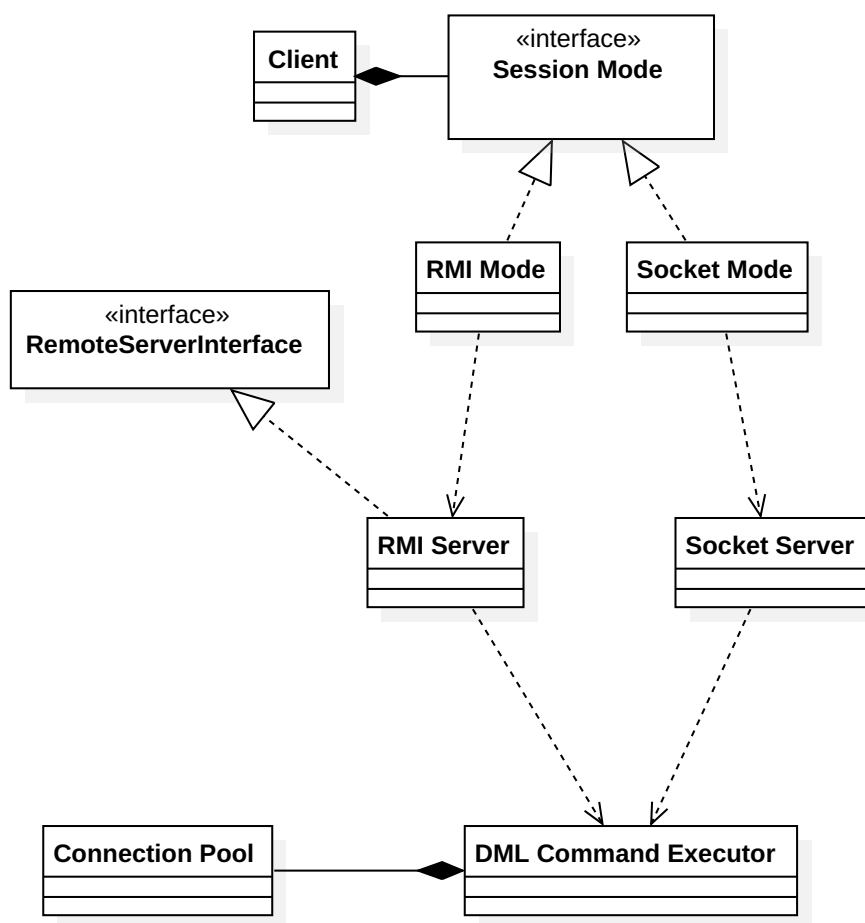 Client
«interface»
Session Mode
RMI Mode
Socket Mode
«interface»
RemoteServerInterface
RMI Server
Socket Server
Connection Pool
DML Command Executor